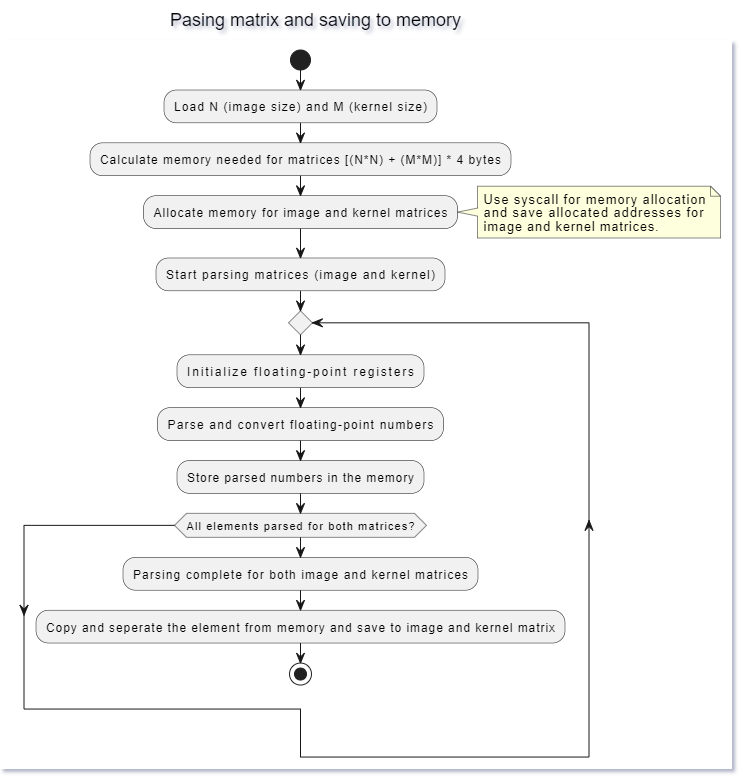 Pasing matrix and saving to memory
Load N (image size) and M (kernel size)
Calculate memory needed for matrices [(N*N) + (M*M)] * 4 bytes
Allocate memory for image and kernel matrices
Use syscall for memory allocation
and save allocated addresses for
image and kernel matrices.
Start parsing matrices (image and kernel)
Initialize floating-point registers
Parse and convert floating-point numbers
Store parsed numbers in the memory
All elements parsed for both matrices?
Parsing complete for both image and kernel matrices
Copy and seperate the element from memory and save to image and kernel matrix